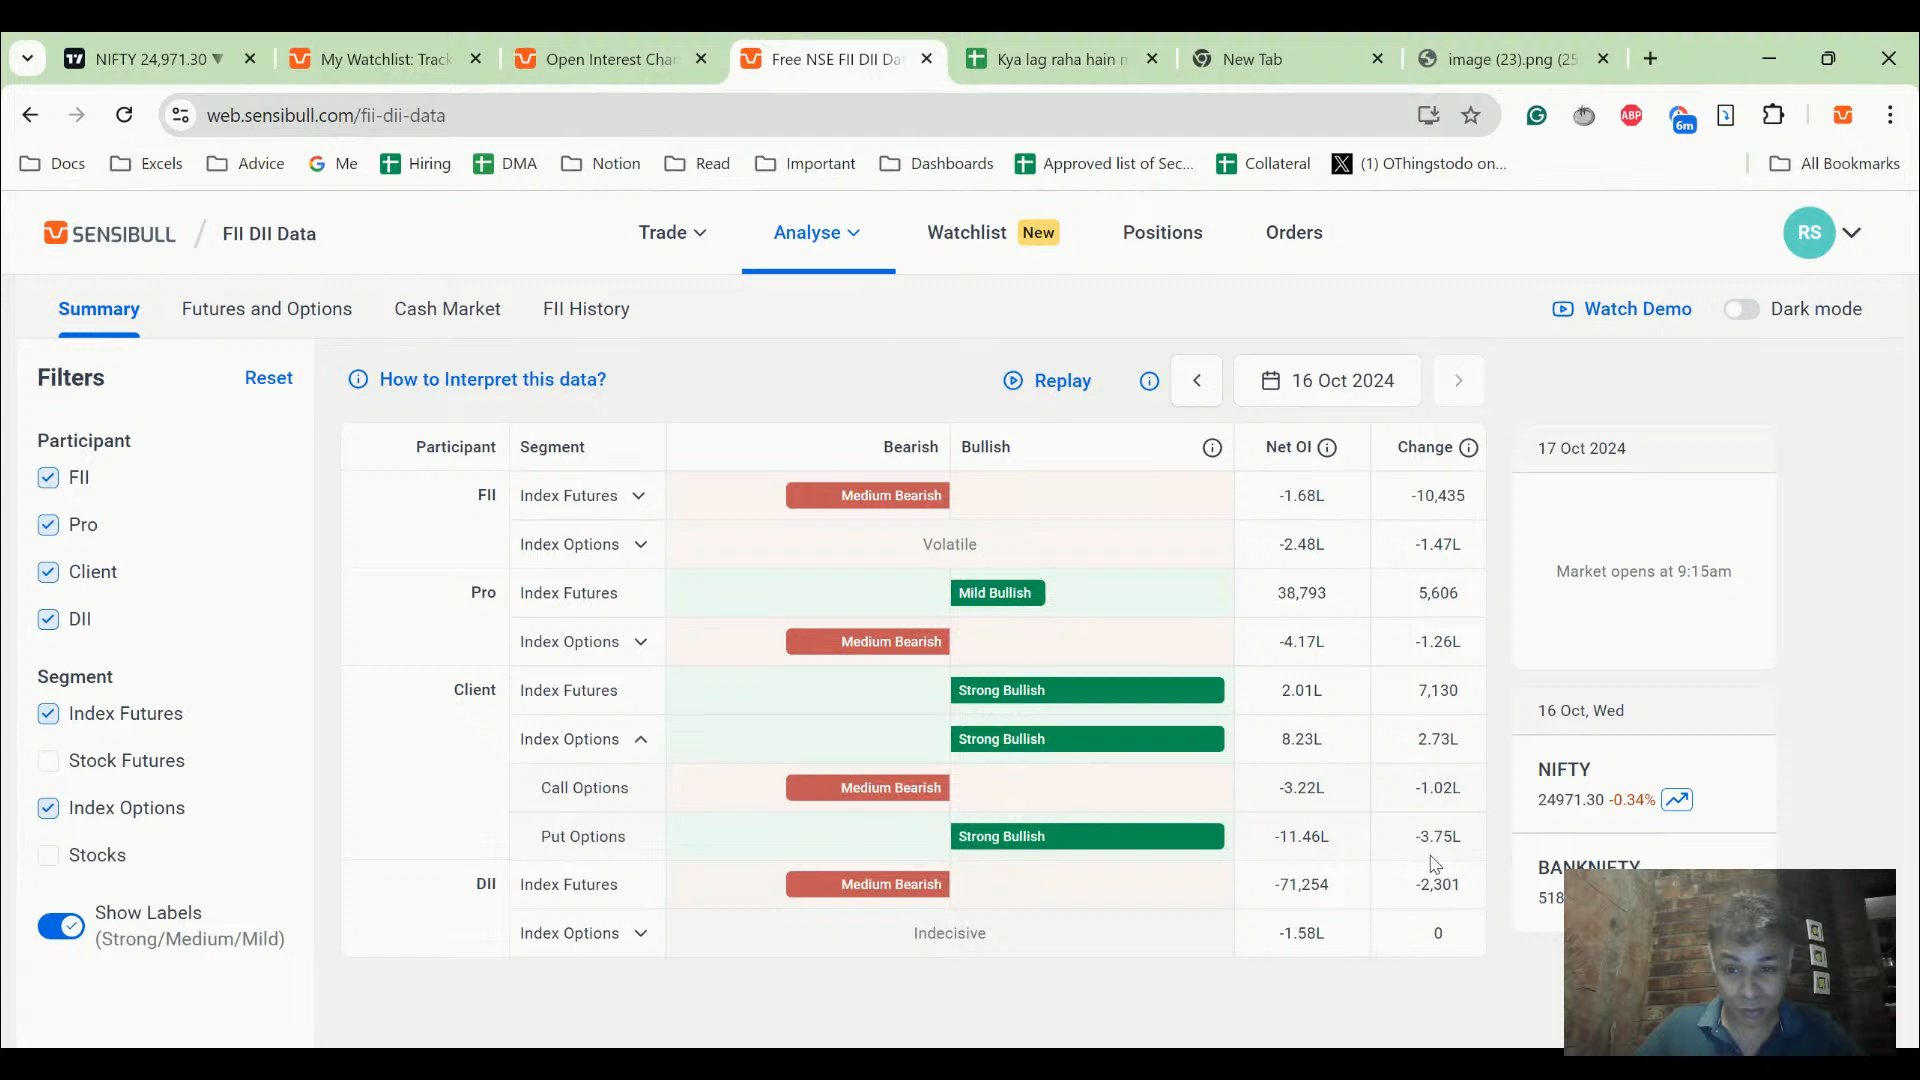 NIFTY 24,971.30 ▼
My Watchlist: Track
Open Interest Char
Free NSE FII DII Da
Kya lag raha hain n
New Tab
image (23).png (25
web.sensibull.com/fii-dii-data
ABP
6m
Docs
Excels
Advice
Me
Hiring
DMA
Notion
Read
Important
Dashboards
Approved list of Sec...
Collateral
(1) OThingstodo on...
All Bookmarks
SENSIBULL / FII DII Data
Trade
Analyse
Watchlist New
Positions
Orders
RS
Summary
Futures and Options
Cash Market
FII History
Watch Demo
Dark mode
Filters Reset
How to Interpret this data?
Replay
16 Oct 2024
Participant
FII
Pro
Client
DII
Segment
Index Futures
Stock Futures
Index Options
Stocks
Show Labels
(Strong/Medium/Mild)
Participant Segment Bearish Bullish Net OI Change
FII Index Futures Medium Bearish -1.68L -10,435
Index Options Volatile -2.48L -1.47L
Pro Index Futures Mild Bullish 38,793 5,606
Index Options Medium Bearish -4.17L -1.26L
Client Index Futures Strong Bullish 2.01L 7,130
Index Options Strong Bullish 8.23L 2.73L
Call Options Medium Bearish -3.22L -1.02L
Put Options Strong Bullish -11.46L -3.75L
DII Index Futures Medium Bearish -71,254 -2,301
Index Options Indecisive -1.58L 0
17 Oct 2024
Market opens at 9:15am
16 Oct, Wed
NIFTY
24971.30 -0.34%
BANKNIFTY
518